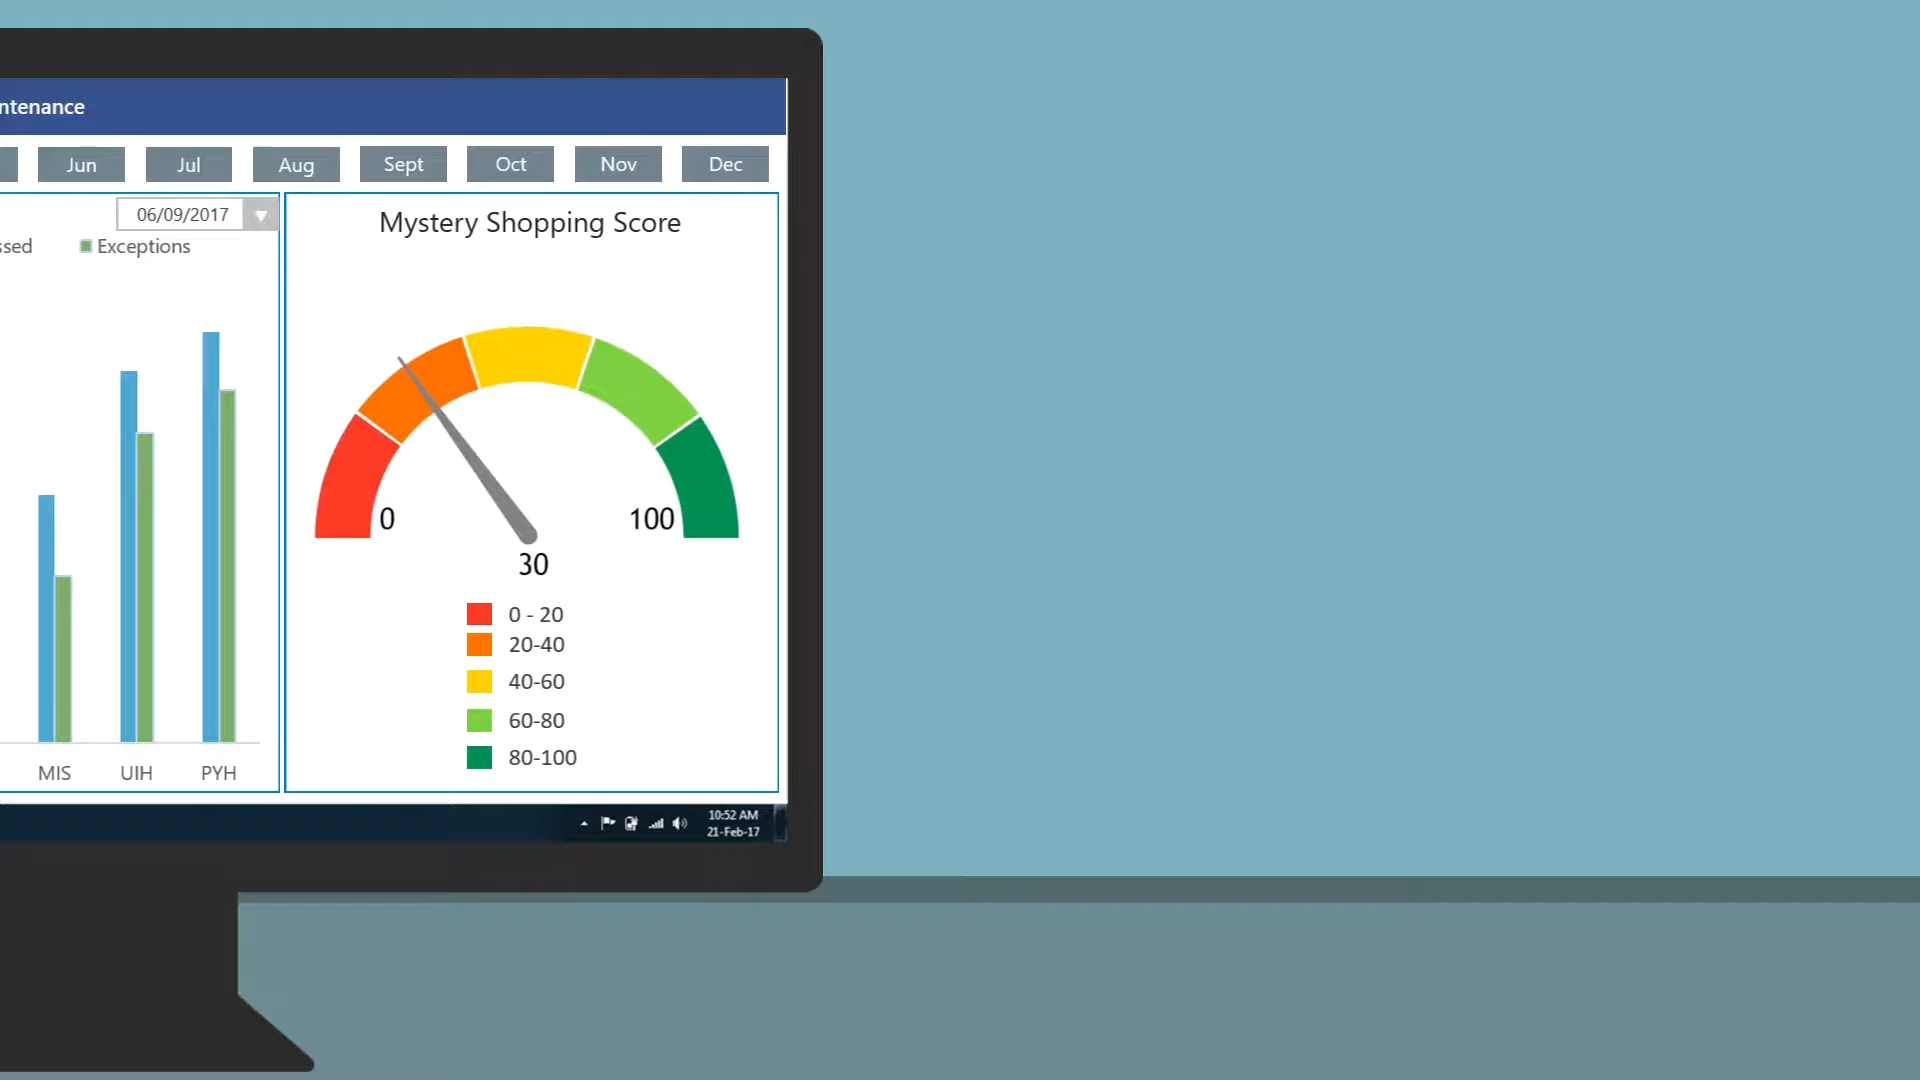 ntenance
Jun Jul Aug Sept Oct Nov Dec
06/09/2017
ssed Exceptions
MIS UIH PYH
Mystery Shopping Score
0 100
30
0 - 20
20-40
40-60
60-80
80-100
10:52 AM
21-Feb-17